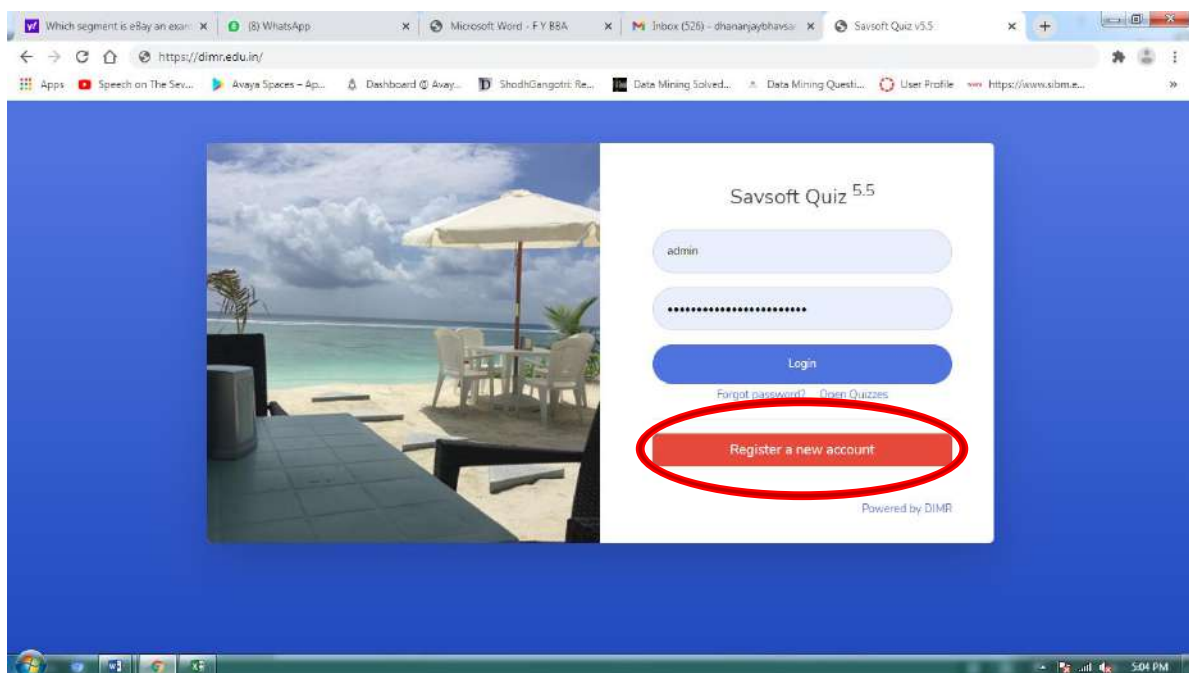 Which segment is eBay an exam
(8) WhatsApp
Microsoft Word - F Y BBA
Inbox (526) - dhananjaybhavsar
Savsoft Quiz v5.5
https://dimr.edu.in/
Apps
Speech on The Sev...
Avaya Spaces – Ap...
Dashboard @ Avay...
ShodhGangotri: Re...
Data Mining Solved...
Data Mining Questi...
User Profile
https://www.sibm.e...
Savsoft Quiz 5.5
admin
Login
Forgot password? Open Quizzes
Register a new account
Powered by DIMR
5:04 PM